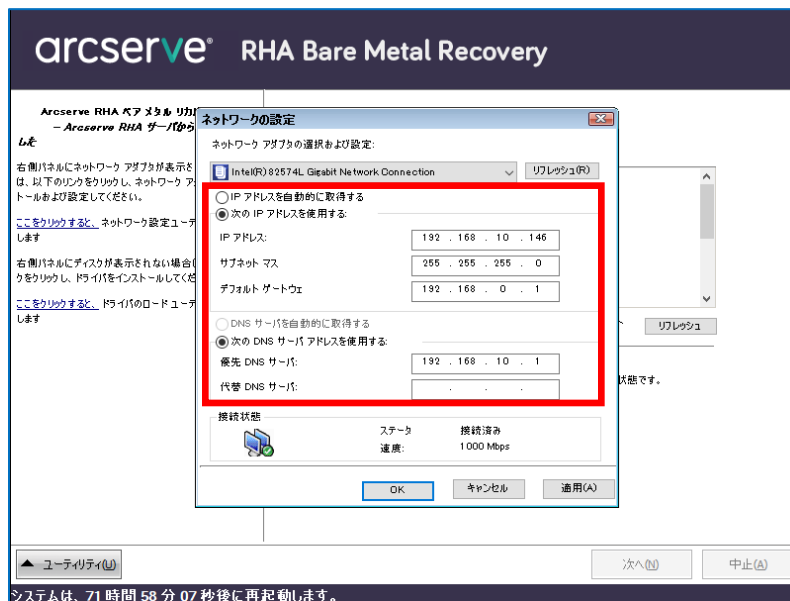 arcserve® RHA Bare Metal Recovery
Arcserve RHA ベア メタル リカ
– Arcserve RHA サーバから
した
右側パネルにネットワーク アダプタが表示さ
は、以下のリンクをクリックし、ネットワーク ア
トールおよび設定してください。
ここをクリックすると、ネットワーク設定ユーテ
します
右側パネルにディスクが表示されない場合
クをクリックし、ドライバをインストールしてくだ
ここをクリックすると、ドライバのロード ユーテ
します
ネットワークの設定
ネットワーク アダプタの選択および設定:
Intel(R) 82574L Gigabit Network Connection
リフレッシュ(R)
IP アドレスを自動的に取得する
次の IP アドレスを使用する:
IP アドレス: 192 . 168 . 10 . 146
サブネット マス 255 . 255 . 255 . 0
デフォルト ゲートウェ 192 . 168 . 0 . 1
DNS サーバを自動的に取得する
次の DNS サーバ アドレスを使用する:
優先 DNS サーバ: 192 . 168 . 10 . 1
代替 DNS サーバ: . . .
接続状態
ステータ 接続済み
速度: 1000 Mbps
OK キャンセル 適用(A)
リフレッシュ
状態です。
ユーティリティ(U)
次へ(N) 中止(A)
システムは、71 時間 58 分 07 秒後に再起動します。